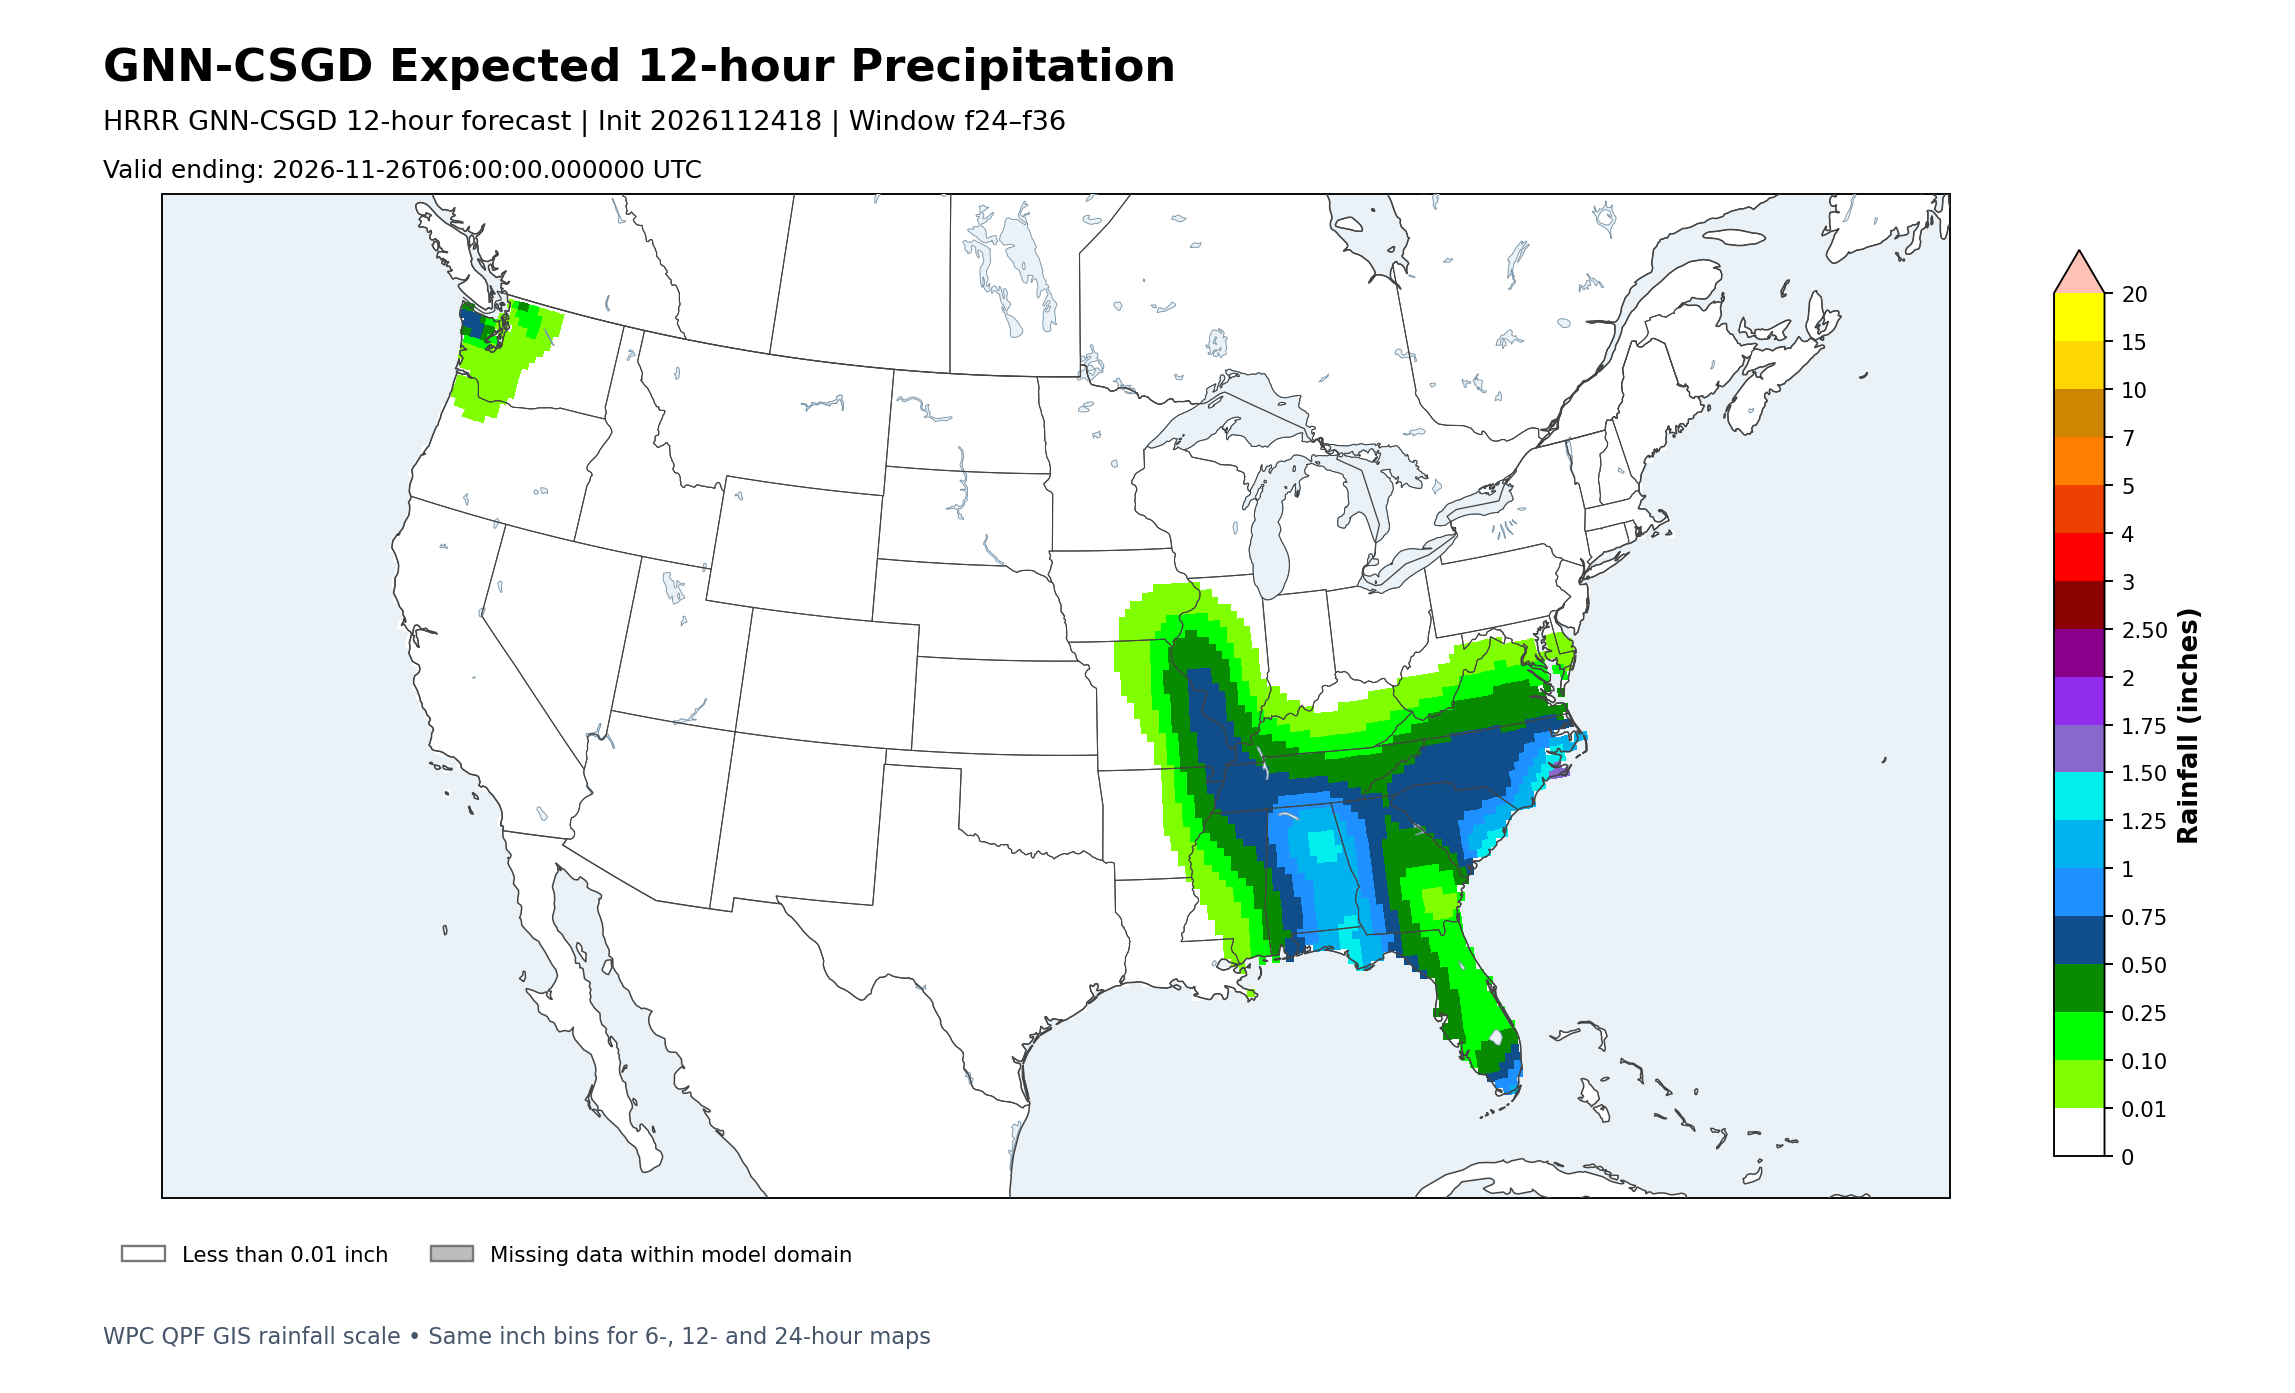 GNN-CSGD Expected 12-hour Precipitation
HRRR GNN-CSGD 12-hour forecast | Init 2026112418 | Window f24–f36
Valid ending: 2026-11-26T06:00:00.000000 UTC
20
15
10
7
5
4
3
2.50
2
1.75
1.50
1.25
1
0.75
0.50
0.25
0.10
0.01
0
Rainfall (inches)
Less than 0.01 inch
Missing data within model domain
WPC QPF GIS rainfall scale • Same inch bins for 6-, 12- and 24-hour maps